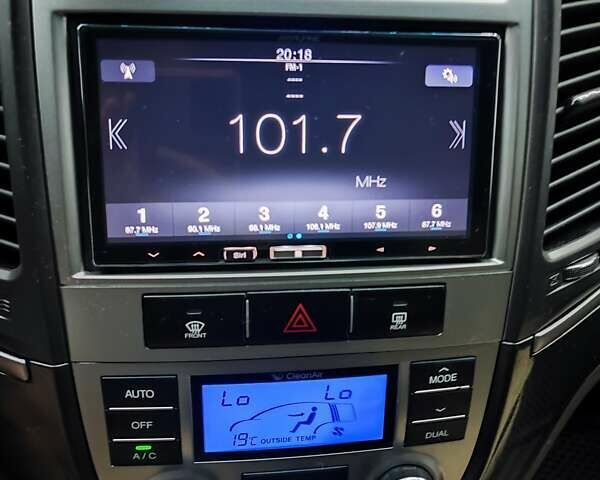 ALPINE
20:18
FM-1
----
----
101.7
MHz
1 2 3 4 5 6
87.7 MHz 90.1 MHz 98.1 MHz 106.1 MHz 107.9 MHz 87.7 MHz
Siri
FRONT
REAR
CleanAir
AUTO
OFF
A/C
Lo Lo
19°C OUTSIDE TEMP
MODE
DUAL